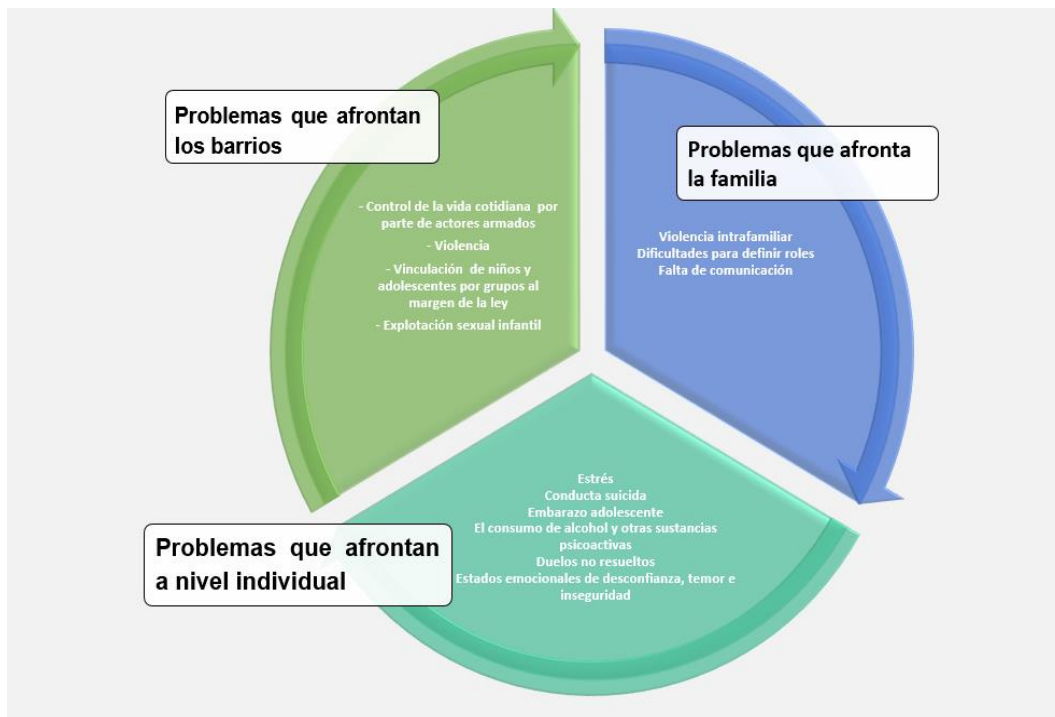 Problemas que afrontan
los barrios
- Control de la vida cotidiana por
parte de actores armados
- Violencia
- Vinculación de niños y
adolescentes por grupos al
margen de la ley
- Explotación sexual infantil
Problemas que afronta
la familia
Violencia intrafamiliar
Dificultades para definir roles
Falta de comunicación
Problemas que afrontan
a nivel individual
Estrés
Conducta suicida
Embarazo adolescente
El consumo de alcohol y otras sustancias
psicoactivas
Duelos no resueltos
Estados emocionales de desconfianza, temor e
inseguridad